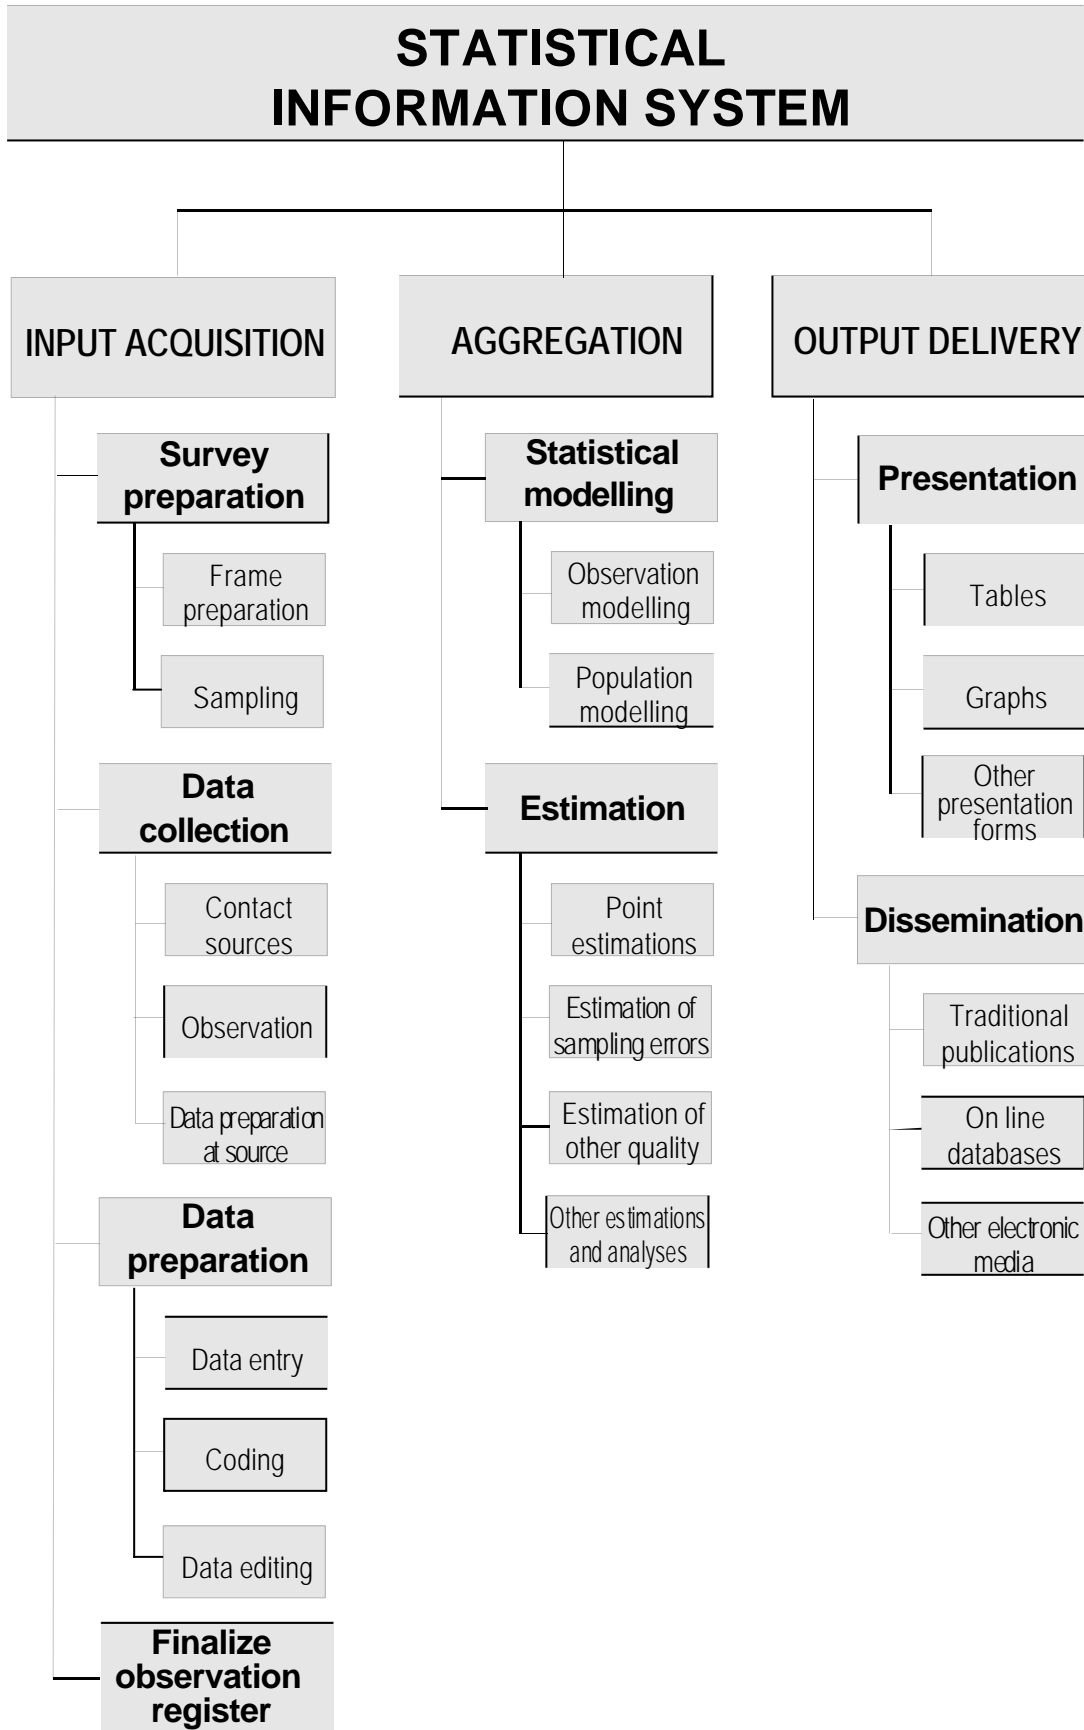 STATISTICAL
INFORMATION SYSTEM
INPUT ACQUISITION
Survey
preparation
Frame
preparation
Sampling
Data
collection
Contact
sources
Observation
Data preparation
at source
Data
preparation
Data entry
Coding
Data editing
Finalize
observation
register
AGGREGATION
Statistical
modelling
Observation
modelling
Population
modelling
Estimation
Point
estimations
Estimation of
sampling errors
Estimation of
other quality
Other estimations
and analyses
OUTPUT DELIVERY
Presentation
Tables
Graphs
Other
presentation
forms
Dissemination
Traditional
publications
On line
databases
Other electronic
media